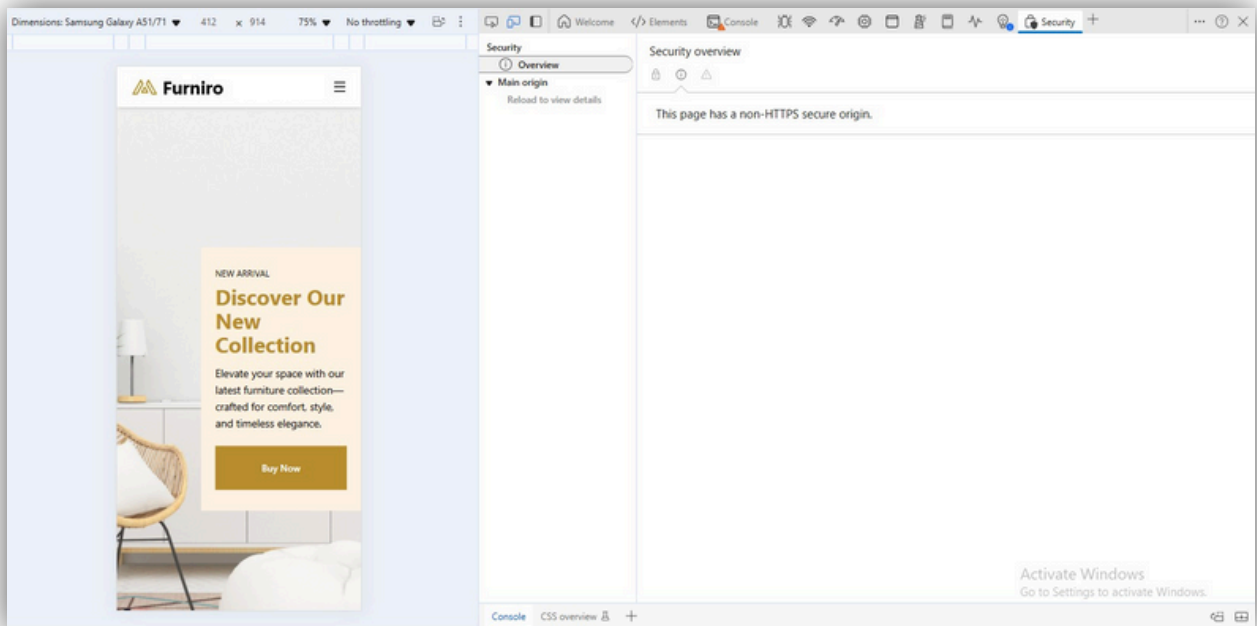 Dimensions: Samsung Galaxy A51/71 ▼ 412 x 914 75% ▼ No throttling ▼
Welcome </> Elements Console Security +
Furniro
NEW ARRIVAL
Discover Our
New
Collection
Elevate your space with our
latest furniture collection—
crafted for comfort, style,
and timeless elegance.
Buy Now
Security
Overview
Main origin
Reload to view details
Security overview
This page has a non-HTTPS secure origin.
Activate Windows
Go to Settings to activate Windows.
Console CSS overview +